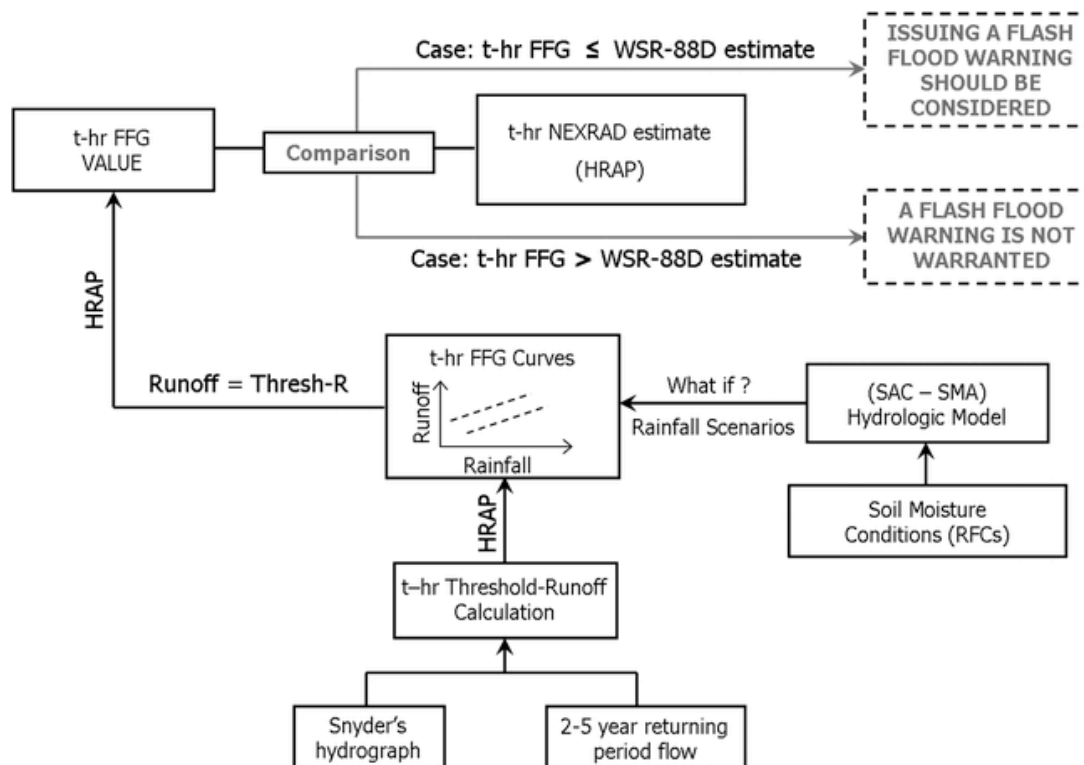 Case: t-hr FFG ≤ WSR-88D estimate
ISSUING A FLASH
FLOOD WARNING
SHOULD BE
CONSIDERED
t-hr FFG
VALUE
Comparison
t-hr NEXRAD estimate
(HRAP)
Case: t-hr FFG > WSR-88D estimate
A FLASH FLOOD
WARNING IS NOT
WARRANTED
HRAP
Runoff = Thresh-R
t-hr FFG Curves
Runoff
Rainfall
What if ?
Rainfall Scenarios
(SAC – SMA)
Hydrologic Model
Soil Moisture
Conditions (RFCs)
HRAP
t–hr Threshold-Runoff
Calculation
Snyder's
hydrograph
2-5 year returning
period flow